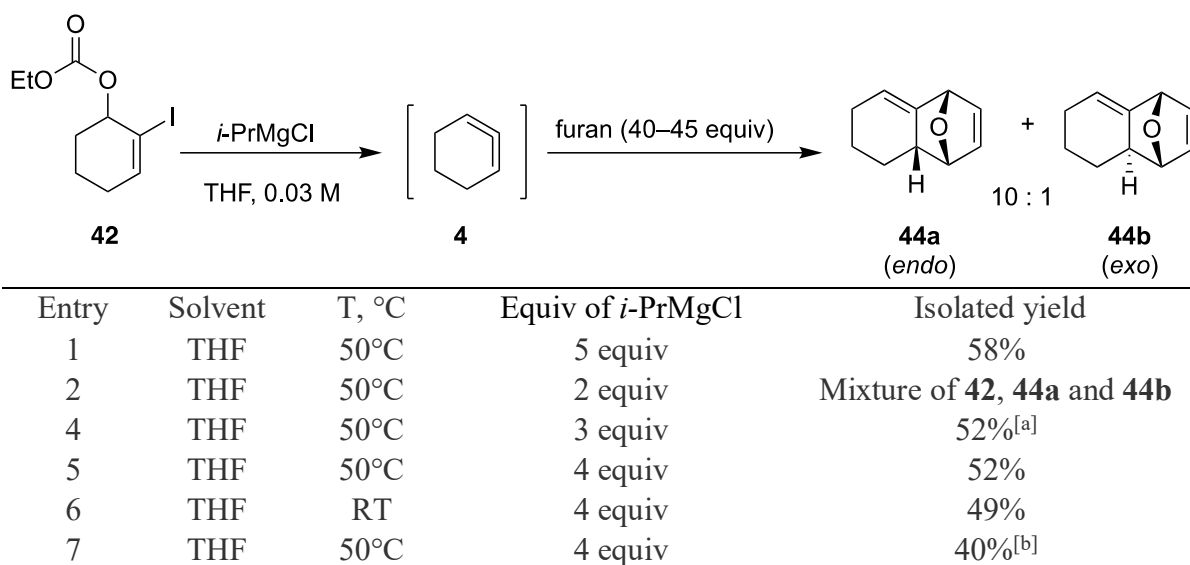 O
EtO O
I
i-PrMgCl
THF, 0.03 M
furan (40–45 equiv)
O
H
+
10 : 1
O
H
42
4
44a
(endo)
44b
(exo)
Entry Solvent T, °C Equiv of i-PrMgCl Isolated yield
1 THF 50°C 5 equiv 58%
2 THF 50°C 2 equiv Mixture of 42, 44a and 44b
4 THF 50°C 3 equiv 52%[a]
5 THF 50°C 4 equiv 52%
6 THF RT 4 equiv 49%
7 THF 50°C 4 equiv 40%[b]